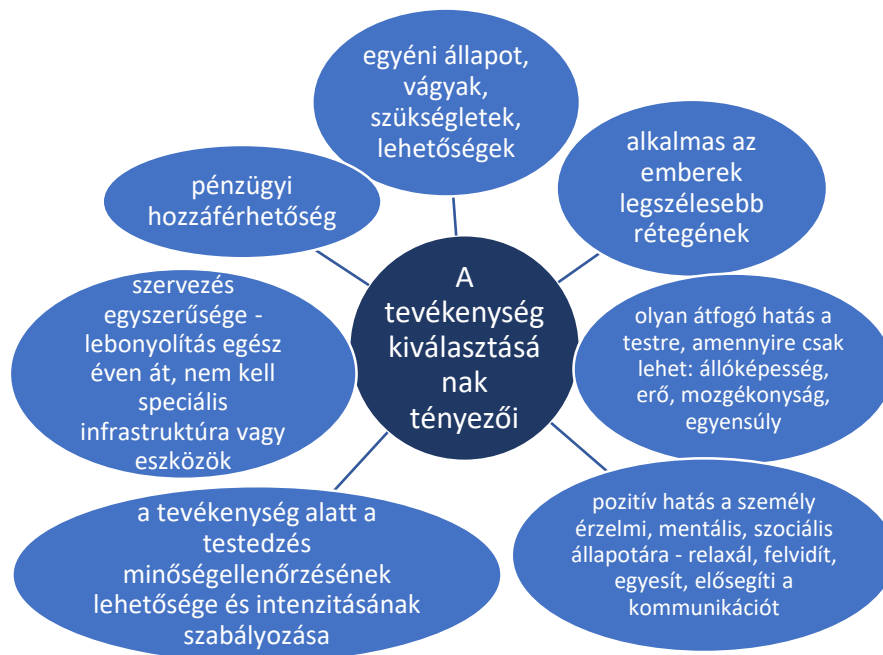 egyéni állapot,
vágyak,
szükségletek,
lehetőségek
alkalmas az
emberek
legszélesebb
rétegének
olyan átfogó hatás a
testre, amennyire csak
lehet: állóképesség,
erő, mozgékonyság,
egyensúly
pozitív hatás a személy
érzelmi, mentális, szociális
állapotára - relaxál, felvidít,
egyesít, elősegíti a
kommunikációt
a tevékenység alatt a
testedzés
minőségellenőrzésének
lehetősége és intenzitásának
szabályozása
szervezés
egyszerűsége -
lebonyolítás egész
éven át, nem kell
speciális
infrastruktúra vagy
eszközök
pénzügyi
hozzáférhetőség
A
tevékenység
kiválasztásá
nak
tényezői